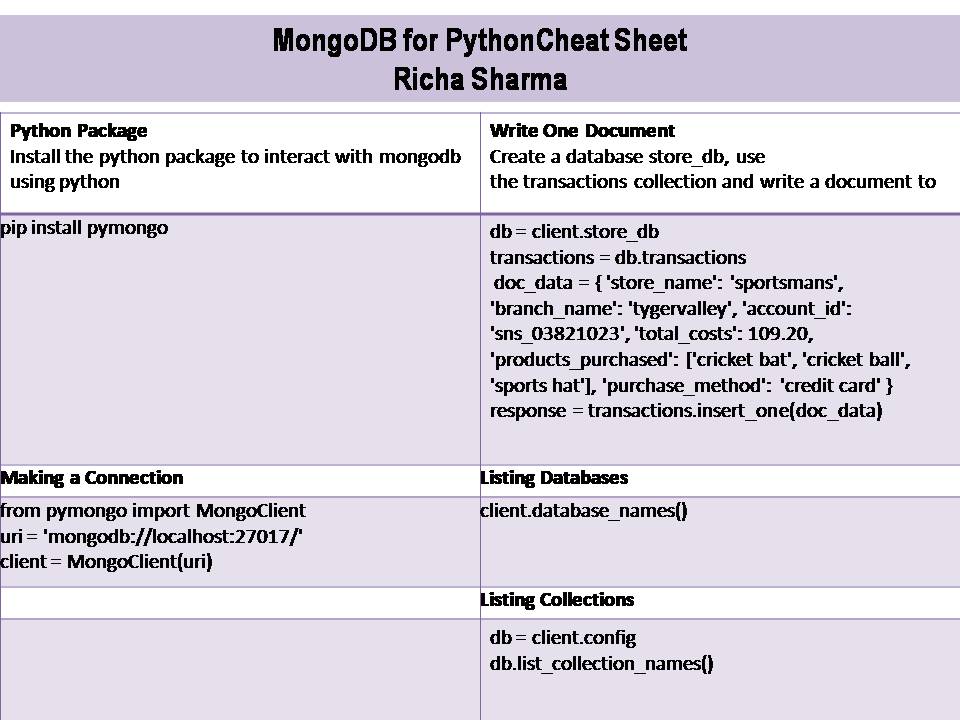 MongoDB for PythonCheat Sheet
Richa Sharma
Python Package
Install the python package to interact with mongodb
using python
Write One Document
Create a database store_db, use
the transactions collection and write a document to
pip install pymongo
db = client.store_db
transactions = db.transactions
doc_data = { 'store_name': 'sportsmans',
'branch_name': 'tygervalley', 'account_id':
'sns_03821023', 'total_costs': 109.20,
'products_purchased': ['cricket bat', 'cricket ball',
'sports hat'], 'purchase_method': 'credit card' }
response = transactions.insert_one(doc_data)
Making a Connection
Listing Databases
from pymongo import MongoClient
uri = 'mongodb://localhost:27017/'
client = MongoClient(uri)
client.database_names()
Listing Collections
db = client.config
db.list_collection_names()